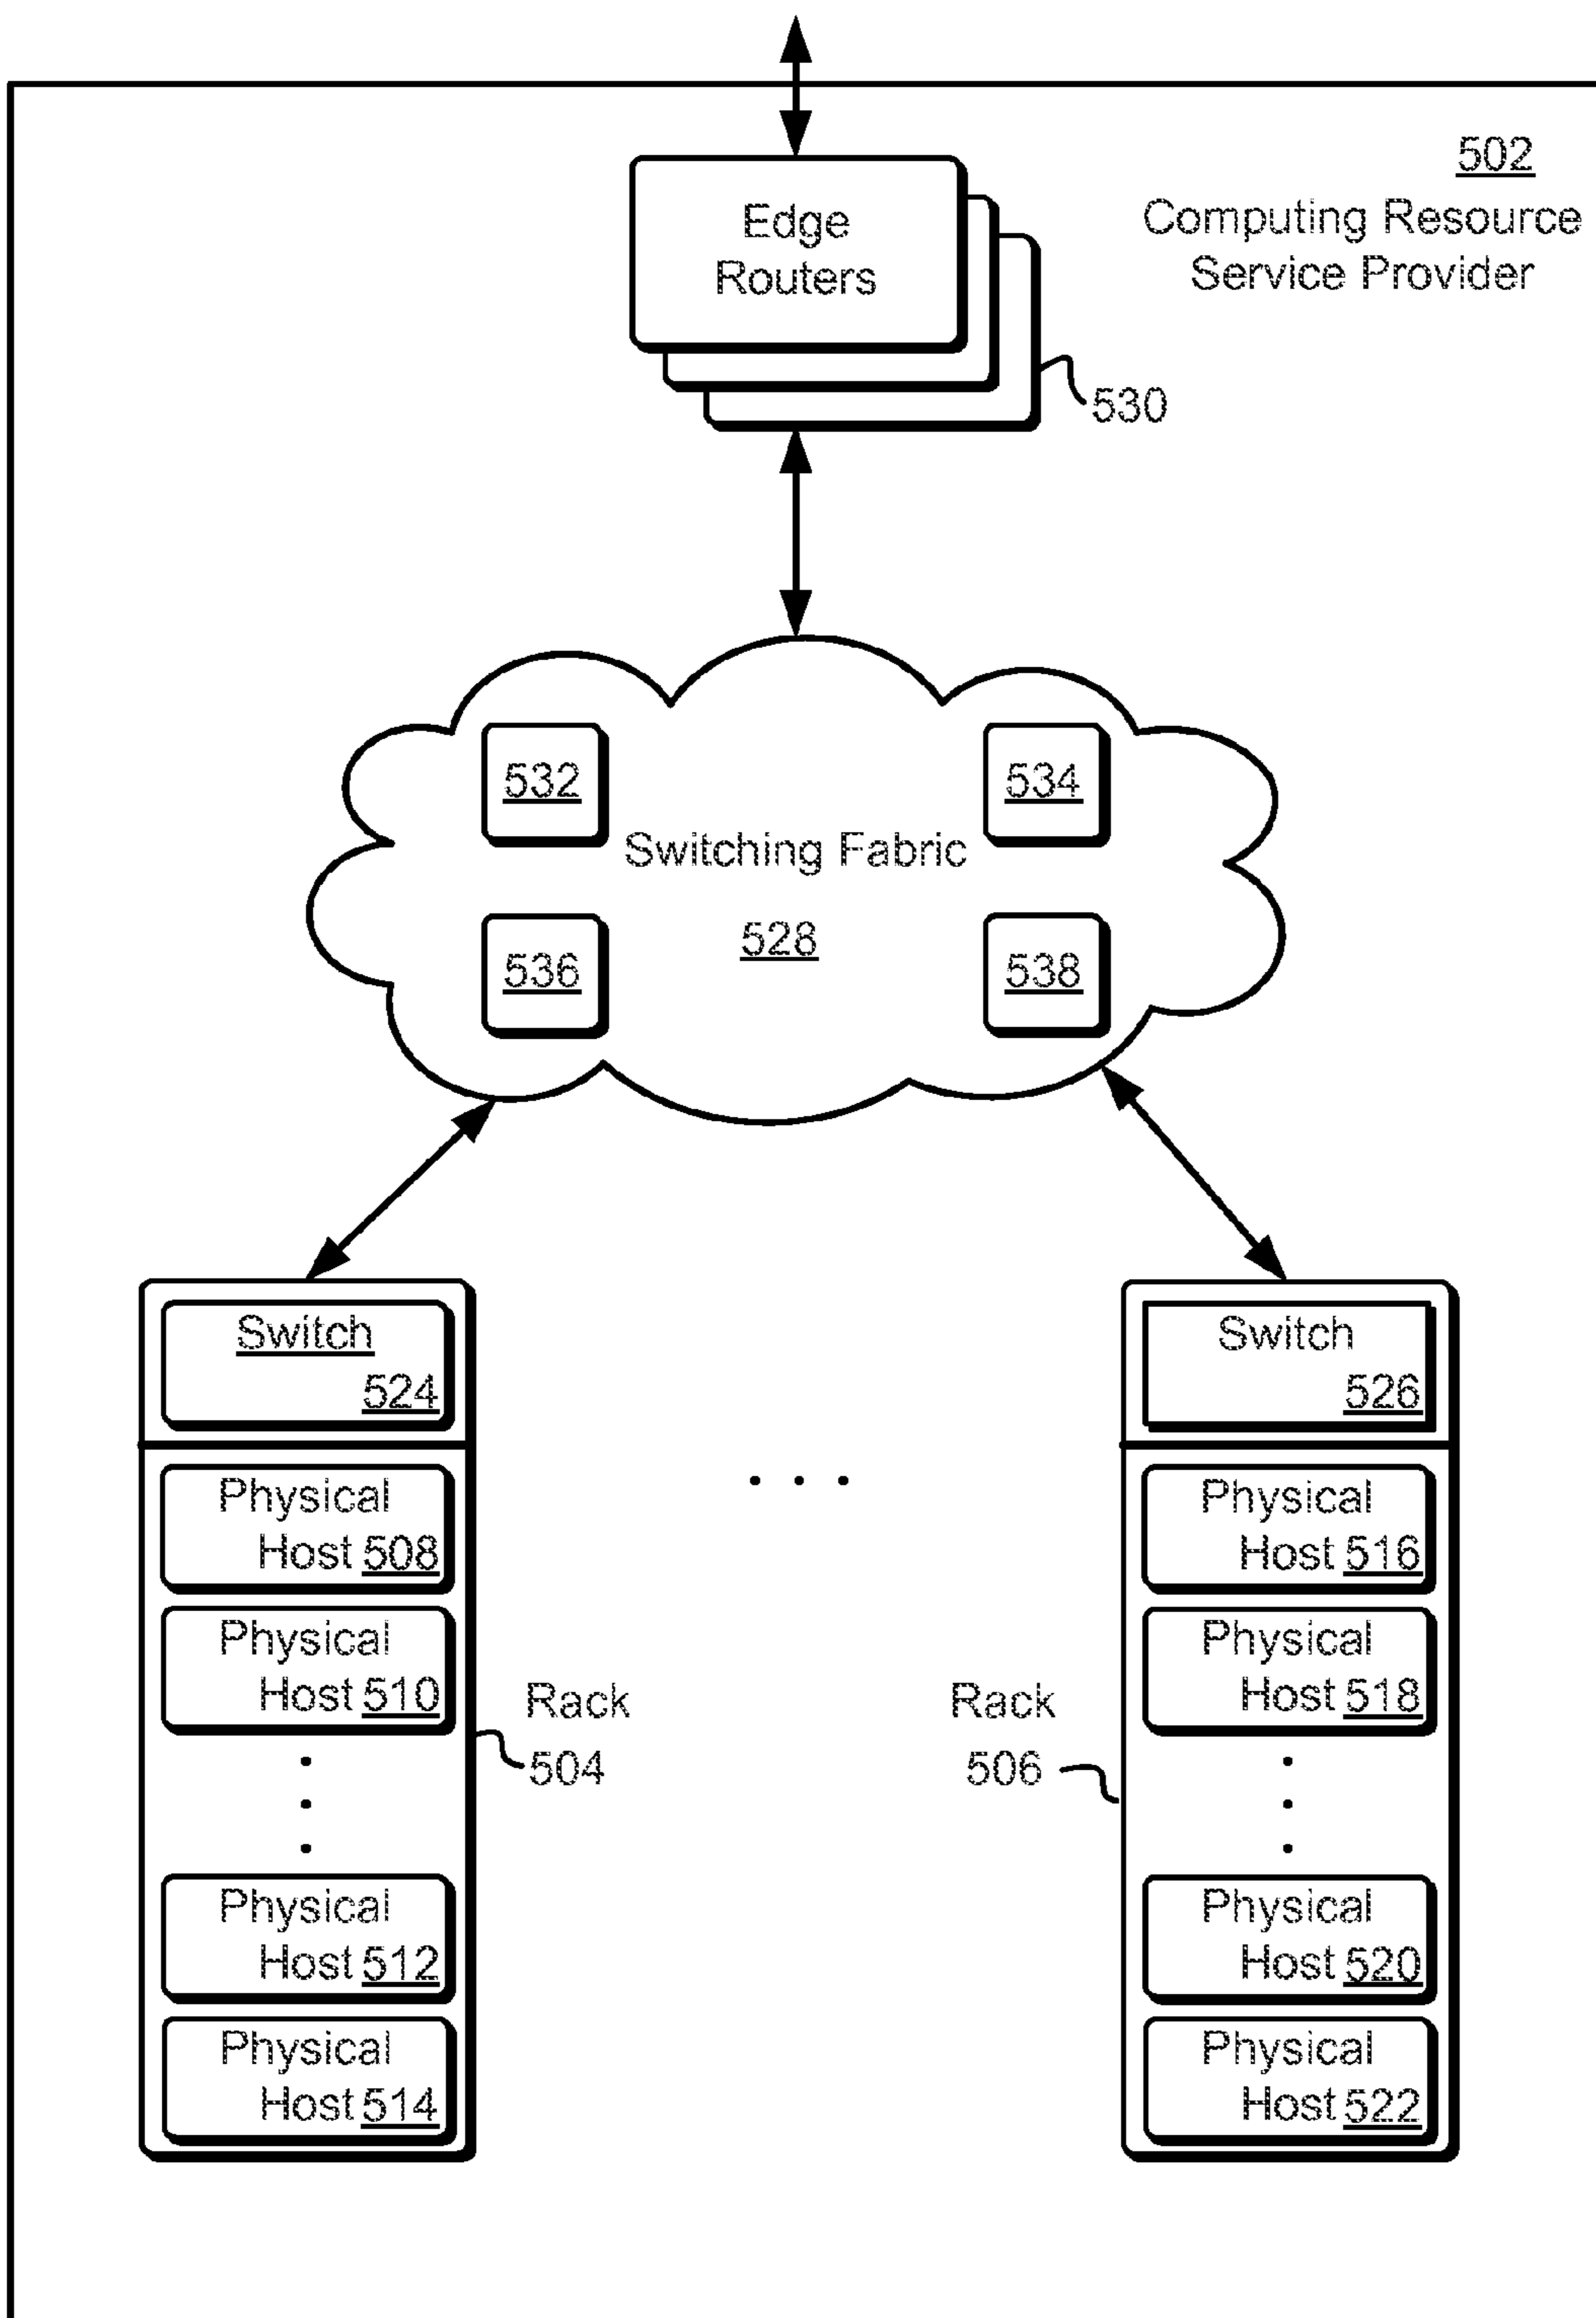 502
Computing Resource
Service Provider
Edge
Routers
530
532
534
Switching Fabric
528
536
538
Switch
524
Physical
Host 508
Physical
Host 510
. . .
Physical
Host 512
Physical
Host 514
Rack
504
. . .
Rack
506
Switch
526
Physical
Host 516
Physical
Host 518
. . .
Physical
Host 520
Physical
Host 522